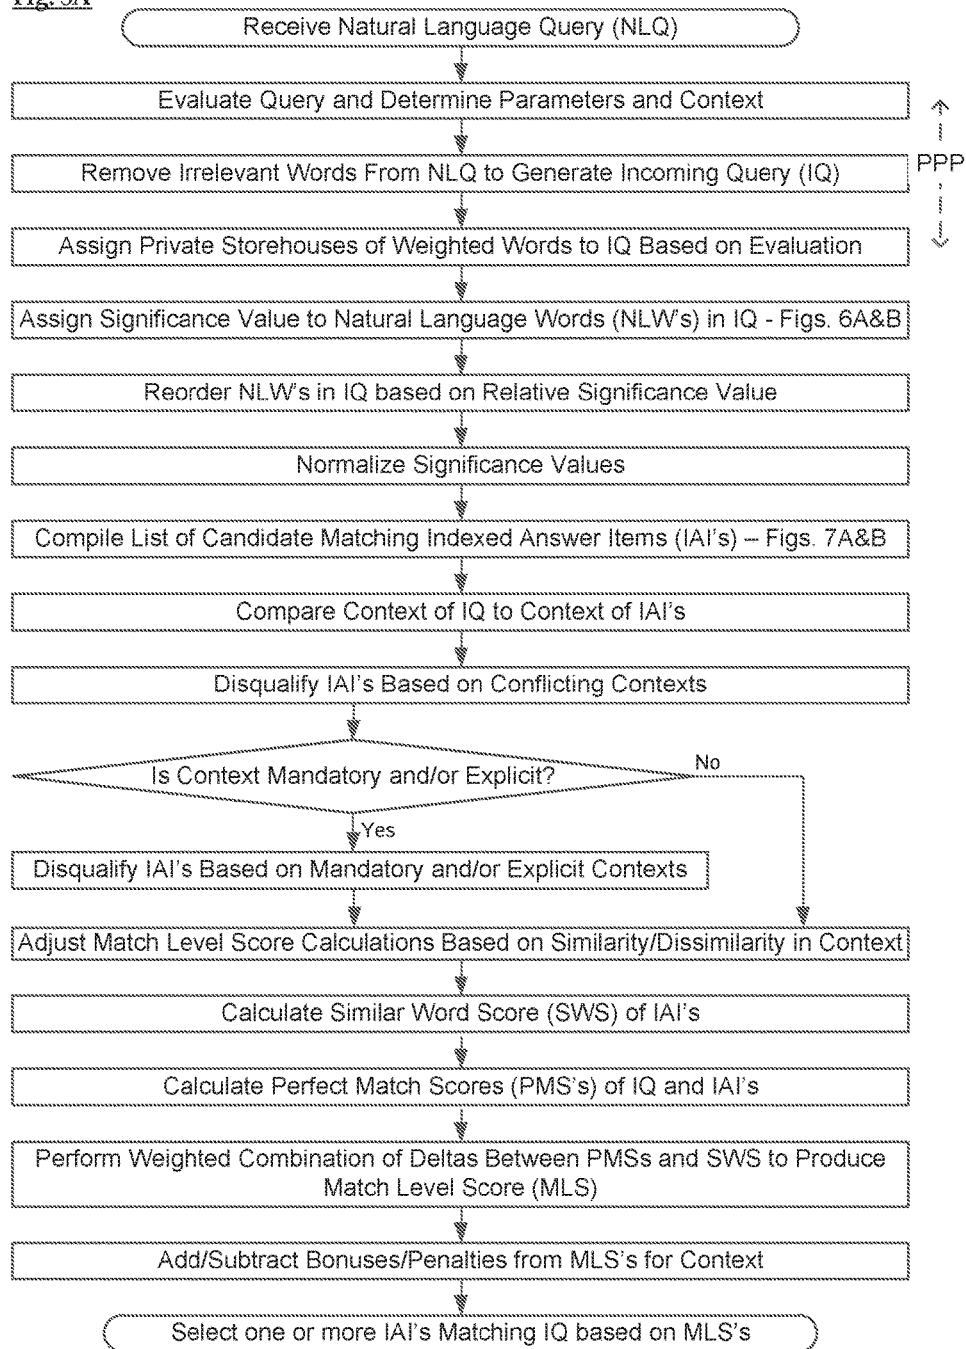 Fig. 5A
Receive Natural Language Query (NLQ)
Evaluate Query and Determine Parameters and Context
PPP
Remove Irrelevant Words From NLQ to Generate Incoming Query (IQ)
Assign Private Storehouses of Weighted Words to IQ Based on Evaluation
Assign Significance Value to Natural Language Words (NLW's) in IQ - Figs. 6A&B
Reorder NLW's in IQ based on Relative Significance Value
Normalize Significance Values
Compile List of Candidate Matching Indexed Answer Items (IAI's) – Figs. 7A&B
Compare Context of IQ to Context of IAI's
Disqualify IAI's Based on Conflicting Contexts
Is Context Mandatory and/or Explicit?
No
Yes
Disqualify IAI's Based on Mandatory and/or Explicit Contexts
Adjust Match Level Score Calculations Based on Similarity/Dissimilarity in Context
Calculate Similar Word Score (SWS) of IAI's
Calculate Perfect Match Scores (PMS's) of IQ and IAI's
Perform Weighted Combination of Deltas Between PMSs and SWS to Produce
Match Level Score (MLS)
Add/Subtract Bonuses/Penalties from MLS's for Context
Select one or more IAI's Matching IQ based on MLS's